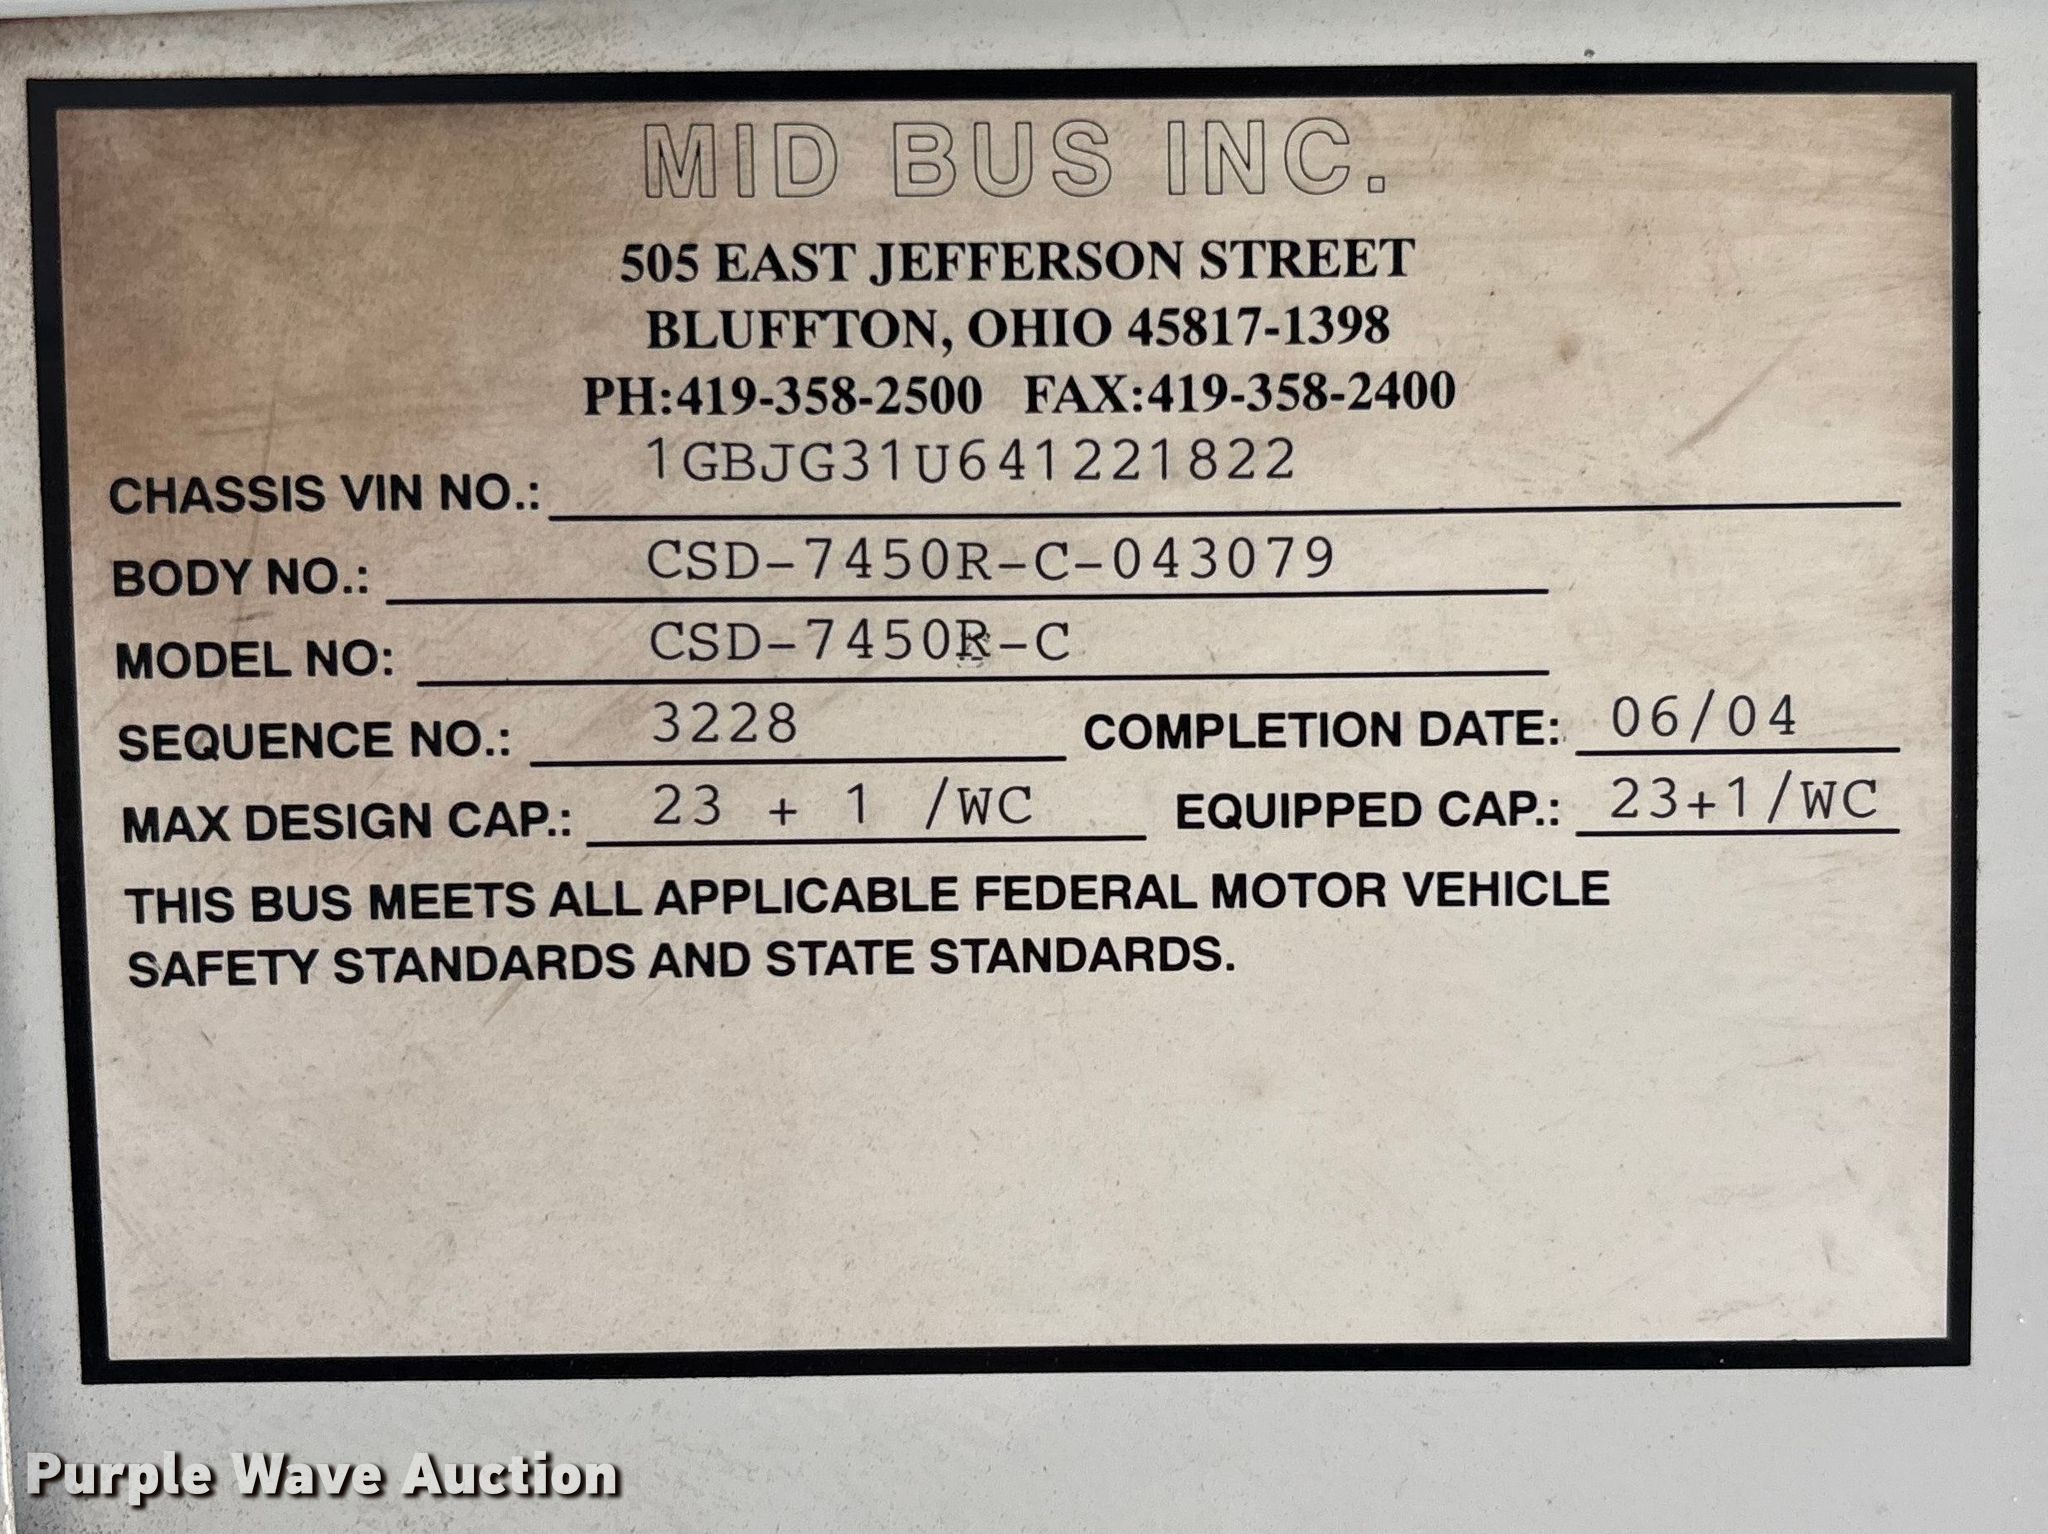 MID BUS INC.
505 EAST JEFFERSON STREET
BLUFFTON, OHIO 45817-1398
PH:419-358-2500 FAX:419-358-2400
CHASSIS VIN NO.: 1GBJG31U641221822
BODY NO.: CSD-7450R-C-043079
MODEL NO: CSD-7450R-C
SEQUENCE NO.: 3228 COMPLETION DATE: 06/04
MAX DESIGN CAP.: 23 + 1 /WC EQUIPPED CAP.: 23+1/WC
THIS BUS MEETS ALL APPLICABLE FEDERAL MOTOR VEHICLE
SAFETY STANDARDS AND STATE STANDARDS.
Purple Wave Auction